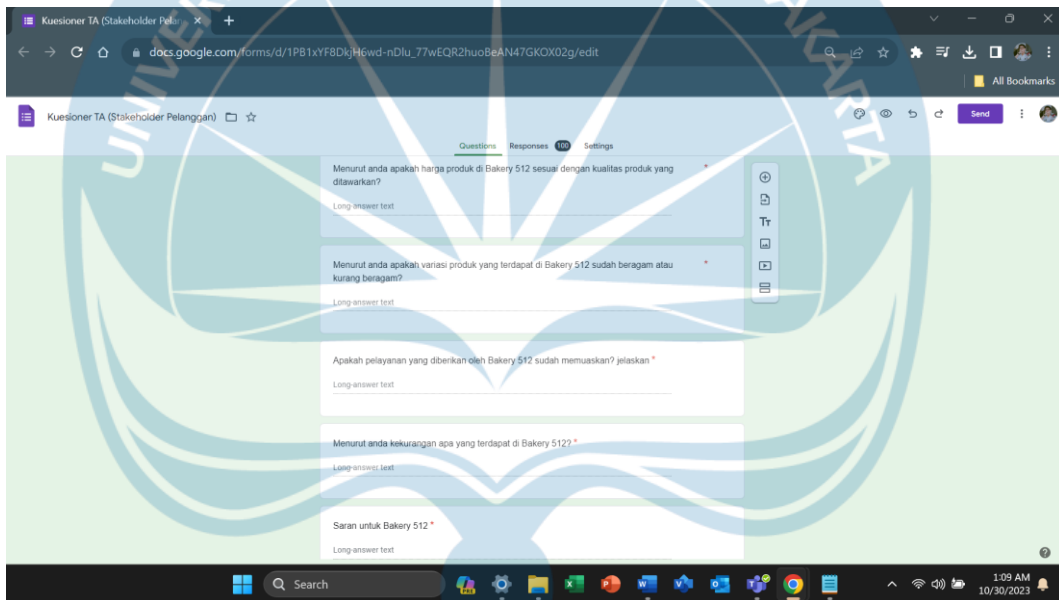 Kuesioner TA (Stakeholder Pelan
docs.google.com/forms/d/1PB1xYF8DkjH6wd-nDlu_77wEQR2huoBeAN47GKOX02g/edit
All Bookmarks
Kuesioner TA (Stakeholder Pelanggan)
Send
Questions Responses 100 Settings
Menurut anda apakah harga produk di Bakery 512 sesuai dengan kualitas produk yang *
ditawarkan?
Long-answer text
Menurut anda apakah variasi produk yang terdapat di Bakery 512 sudah beragam atau *
kurang beragam?
Long-answer text
Apakah pelayanan yang diberikan oleh Bakery 512 sudah memuaskan? jelaskan *
Long-answer text
Menurut anda kekurangan apa yang terdapat di Bakery 512? *
Long-answer text
Saran untuk Bakery 512 *
Long-answer text
Search
1:09 AM
10/30/2023